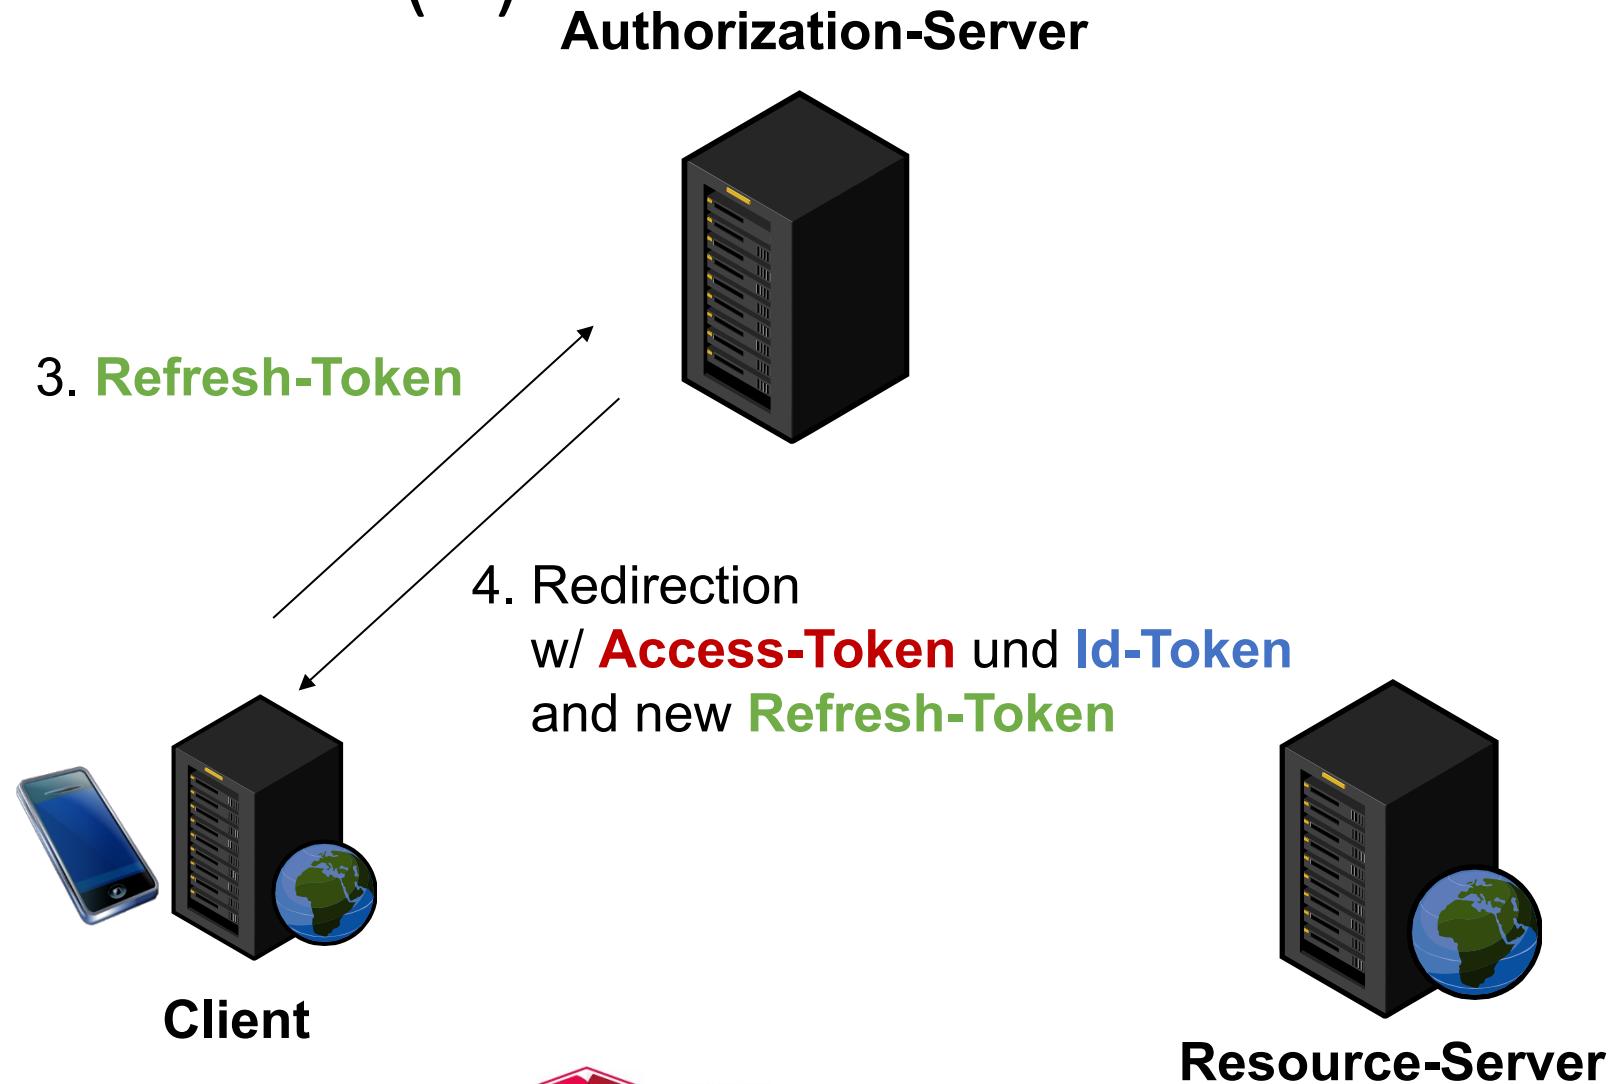 Authorization-Server
3. Refresh-Token
4. Redirection
w/ Access-Token und Id-Token
and new Refresh-Token
Client
Resource-Server